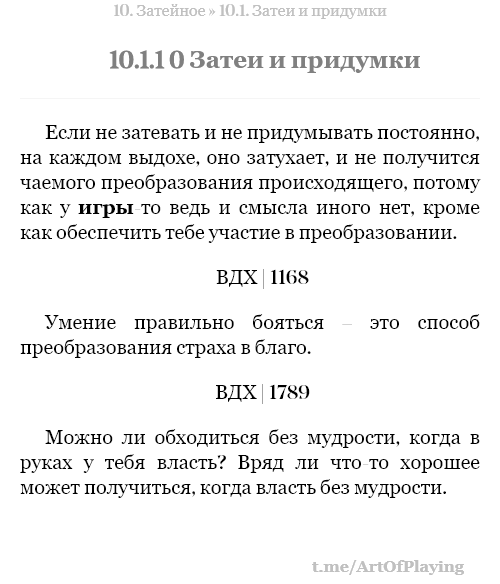 10. Затейное » 10.1. Затеи и придумки
10.1.1 0 Затеи и придумки
Если не затевать и не придумывать постоянно,
на каждом выдохе, оно затухает, и не получится
чаемого преобразования происходящего, потому
как у игры-то ведь и смысла иного нет, кроме
как обеспечить тебе участие в преобразовании.
ВДХ | 1168
Умение правильно бояться – это способ
преобразования страха в благо.
ВДХ | 1789
Можно ли обходиться без мудрости, когда в
руках у тебя власть? Вряд ли что-то хорошее
может получиться, когда власть без мудрости.
t.me/ArtOfPlaying